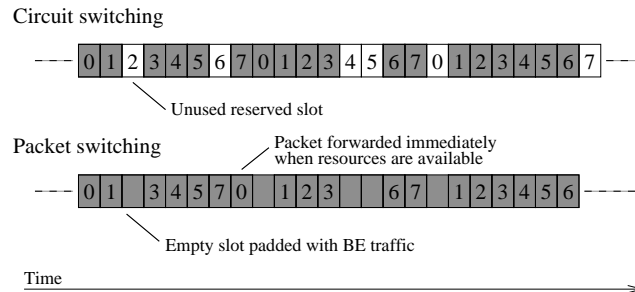 Circuit switching
0 1 2 3 4 5 6 7 0 1 2 3 4 5 6 7 0 1 2 3 4 5 6 7
Unused reserved slot
Packet switching
Packet forwarded immediately
when resources are available
0 1 3 4 5 7 0 1 2 3 6 7 1 2 3 4 5 6
Empty slot padded with BE traffic
Time